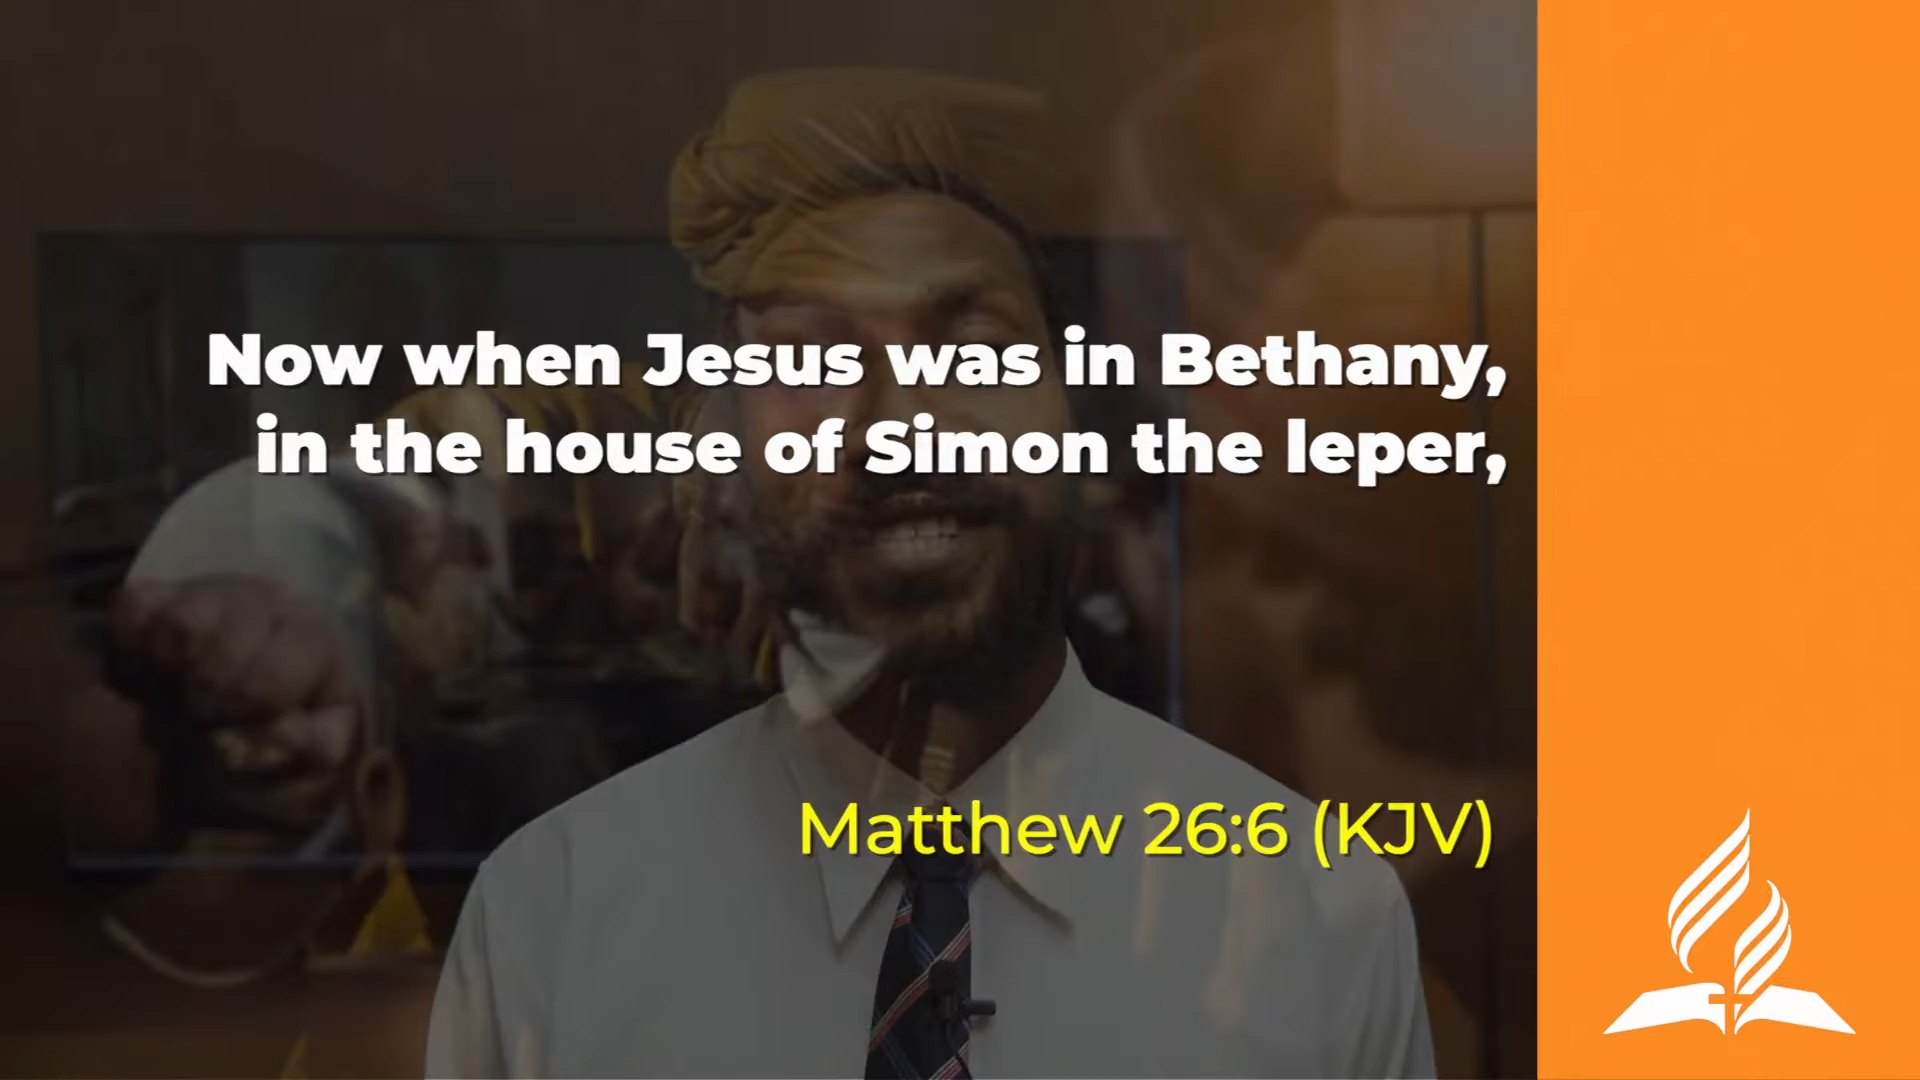 Now when Jesus was in Bethany,
in the house of Simon the leper,
Matthew 26:6 (KJV)